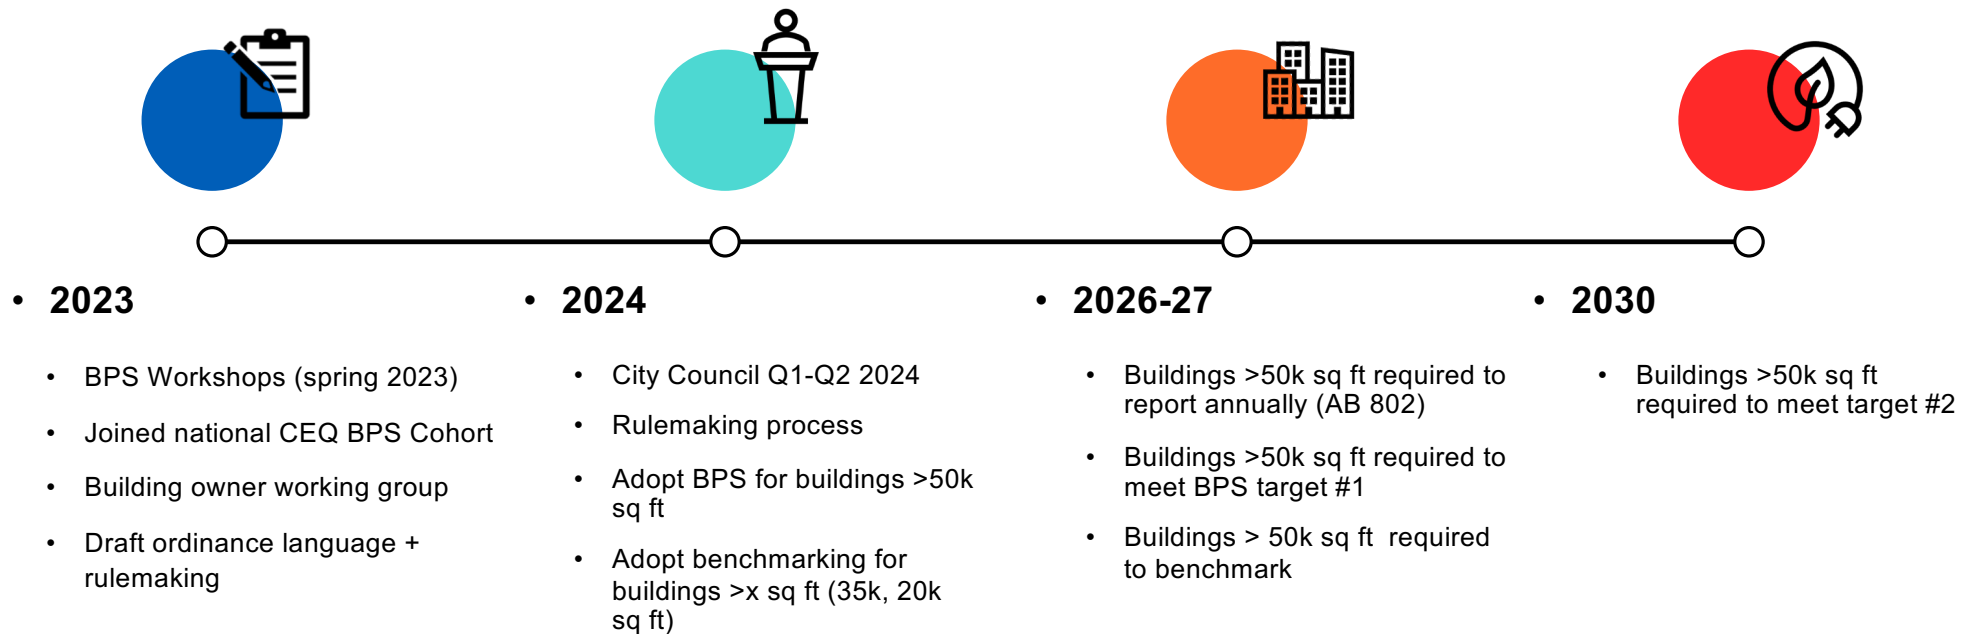 • 2023
• BPS Workshops (spring 2023)
• Joined national CEQ BPS Cohort
• Building owner working group
• Draft ordinance language +
rulemaking
• 2024
• City Council Q1-Q2 2024
• Rulemaking process
• Adopt BPS for buildings >50k
sq ft
• Adopt benchmarking for
buildings >x sq ft (35k, 20k
sq ft)
• 2026-27
• Buildings >50k sq ft required to
report annually (AB 802)
• Buildings >50k sq ft required to
meet BPS target #1
• Buildings > 50k sq ft required
to benchmark
• 2030
• Buildings >50k sq ft
required to meet target #2